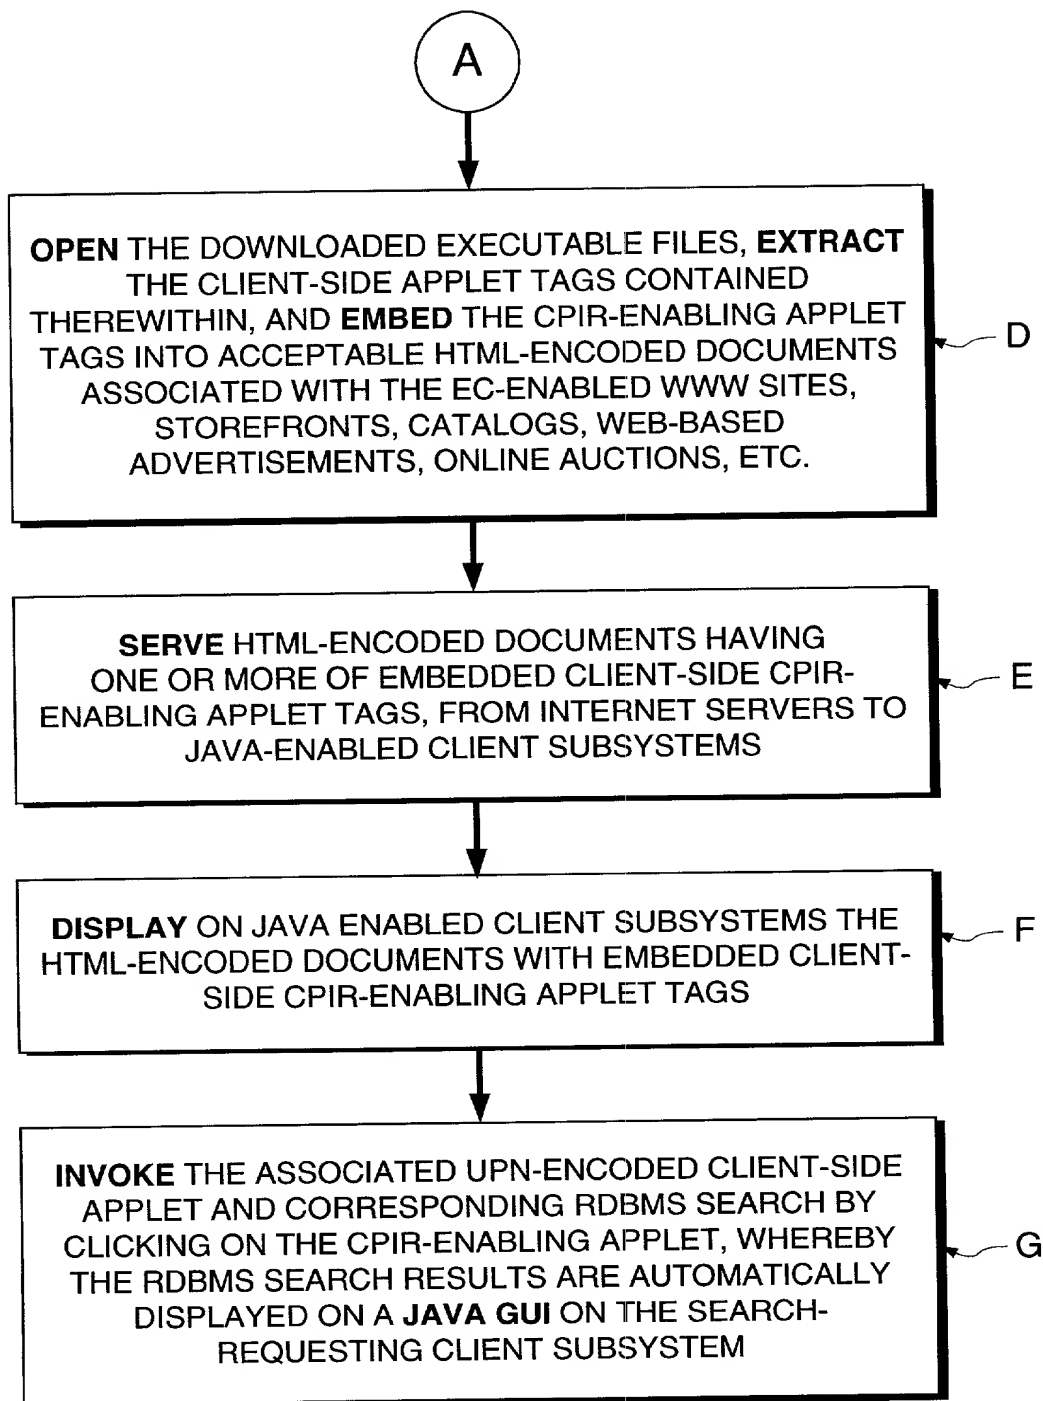 A
OPEN THE DOWNLOADED EXECUTABLE FILES, EXTRACT
THE CLIENT-SIDE APPLET TAGS CONTAINED
THEREWITHIN, AND EMBED THE CPIR-ENABLING APPLET
TAGS INTO ACCEPTABLE HTML-ENCODED DOCUMENTS
ASSOCIATED WITH THE EC-ENABLED WWW SITES,
STOREFRONTS, CATALOGS, WEB-BASED
ADVERTISEMENTS, ONLINE AUCTIONS, ETC.
D
SERVE HTML-ENCODED DOCUMENTS HAVING
ONE OR MORE OF EMBEDDED CLIENT-SIDE CPIR-
ENABLING APPLET TAGS, FROM INTERNET SERVERS TO
JAVA-ENABLED CLIENT SUBSYSTEMS
E
DISPLAY ON JAVA ENABLED CLIENT SUBSYSTEMS THE
HTML-ENCODED DOCUMENTS WITH EMBEDDED CLIENT-
SIDE CPIR-ENABLING APPLET TAGS
F
INVOKE THE ASSOCIATED UPN-ENCODED CLIENT-SIDE
APPLET AND CORRESPONDING RDBMS SEARCH BY
CLICKING ON THE CPIR-ENABLING APPLET, WHEREBY
THE RDBMS SEARCH RESULTS ARE AUTOMATICALLY
DISPLAYED ON A JAVA GUI ON THE SEARCH-
REQUESTING CLIENT SUBSYSTEM
G